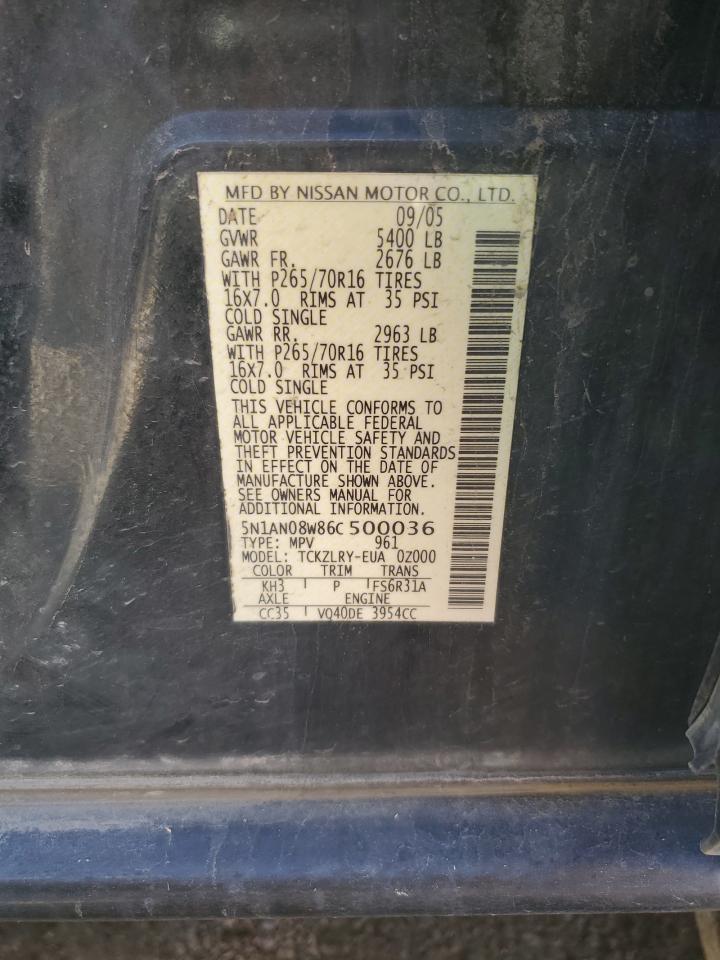 MFD BY NISSAN MOTOR CO., LTD.
DATE 09/05
GVWR 5400 LB
GAWR FR. 2676 LB
WITH P265/70R16 TIRES
16X7.0 RIMS AT 35 PSI
COLD SINGLE
GAWR RR. 2963 LB
WITH P265/70R16 TIRES
16X7.0 RIMS AT 35 PSI
COLD SINGLE
THIS VEHICLE CONFORMS TO
ALL APPLICABLE FEDERAL
MOTOR VEHICLE SAFETY AND
THEFT PREVENTION STANDARDS
IN EFFECT ON THE DATE OF
MANUFACTURE SHOWN ABOVE.
SEE OWNERS MANUAL FOR
ADDITIONAL INFORMATION.
5N1AN08W86C 500036
TYPE: MPV 961
MODEL: TCKZLRY-EUA 0Z000
COLOR TRIM TRANS
KH3 P FS6R31A
AXLE ENGINE
CC35 VQ40DE 3954CC